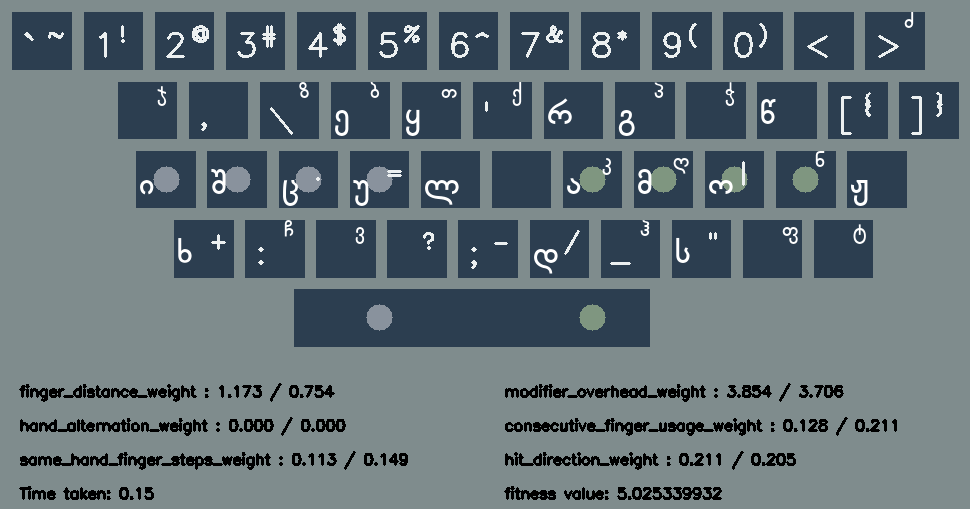 ` ~ 1 ! 2 @ 3 # 4 $ 5 % 6 ^ 7 & 8 * 9 ( 0 ) < > ძ
ჯ , \ ზ ე ბ ყ თ ' ქ რ გ პ ჭ წ [ { ] }
ი შ ც . უ = ლ ა კ მ ღ ო | ნ ჟ
ხ + : ჩ ვ ? ; - დ / _ ჰ ს " ფ ტ
finger_distance_weight : 1.173 / 0.754
modifier_overhead_weight : 3.854 / 3.706
hand_alternation_weight : 0.000 / 0.000
consecutive_finger_usage_weight : 0.128 / 0.211
same_hand_finger_steps_weight : 0.113 / 0.149
hit_direction_weight : 0.211 / 0.205
Time taken: 0.15
fitness value: 5.025339932